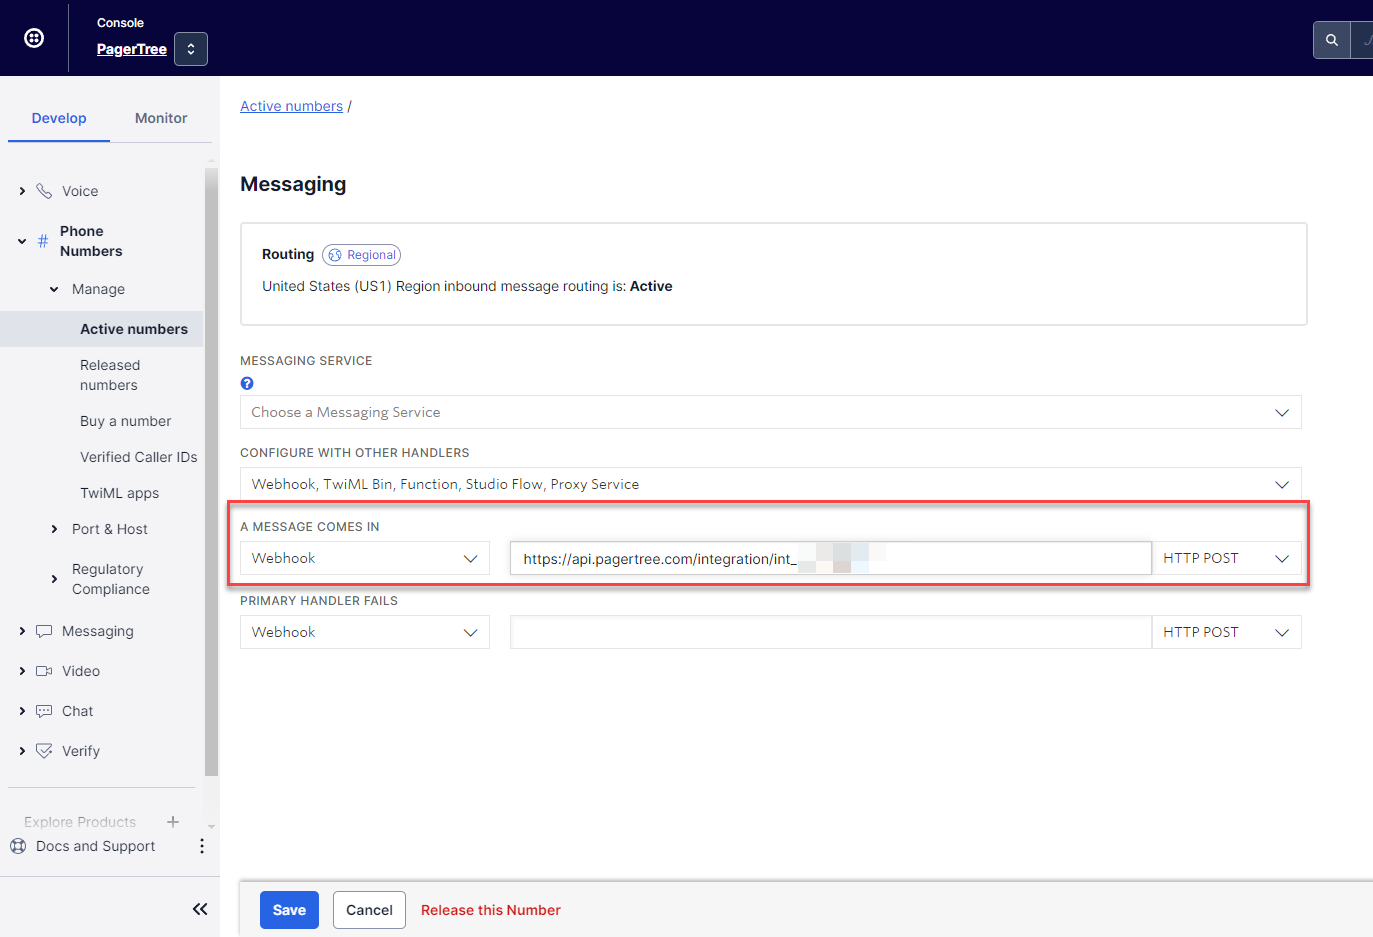 Console
PagerTree
Develop
Monitor
Voice
# Phone
Numbers
Manage
Active numbers
Released
numbers
Buy a number
Verified Caller IDs
TwiML apps
Port & Host
Regulatory
Compliance
Messaging
Video
Chat
Verify
Explore Products +
Docs and Support
Active numbers /
Messaging
Routing Regional
United States (US1) Region inbound message routing is: Active
MESSAGING SERVICE
?
Choose a Messaging Service
CONFIGURE WITH OTHER HANDLERS
Webhook, TwiML Bin, Function, Studio Flow, Proxy Service
A MESSAGE COMES IN
Webhook https://api.pagertree.com/integration/int_ HTTP POST
PRIMARY HANDLER FAILS
Webhook HTTP POST
Save Cancel Release this Number